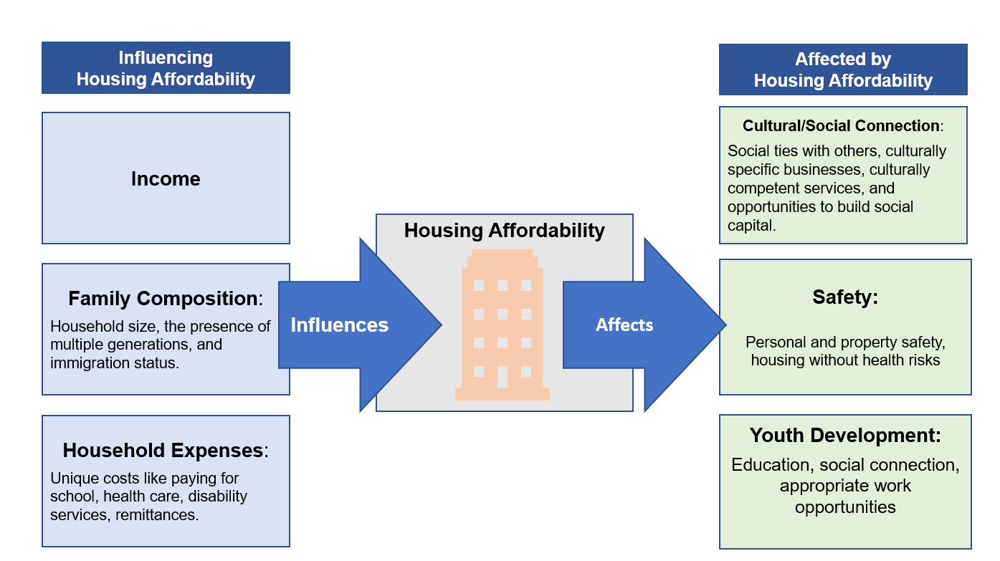 Influencing
Housing Affordability
Income
Family Composition:
Household size, the presence of
multiple generations, and
immigration status.
Household Expenses:
Unique costs like paying for
school, health care, disability
services, remittances.
Influences
Housing Affordability
Affects
Affected by
Housing Affordability
Cultural/Social Connection:
Social ties with others, culturally
specific businesses, culturally
competent services, and
opportunities to build social
capital.
Safety:
Personal and property safety,
housing without health risks
Youth Development:
Education, social connection,
appropriate work
opportunities